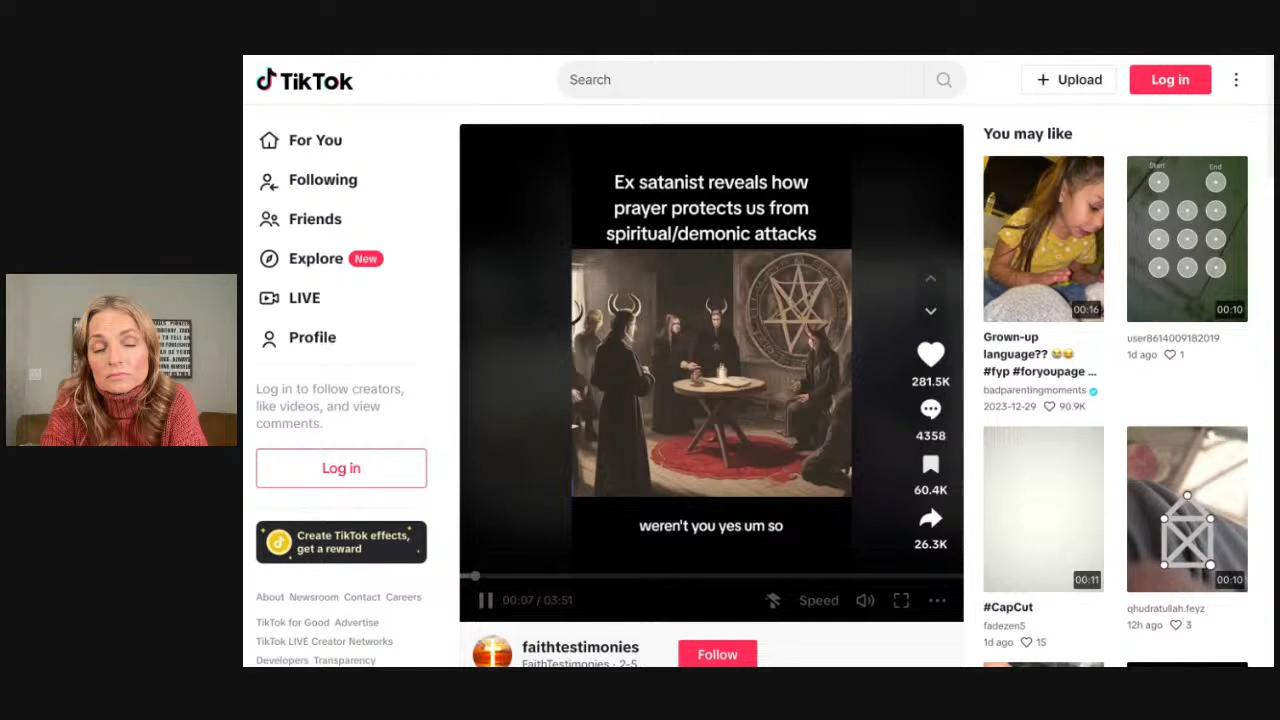 TikTok
Search
Upload
Log in
For You
Following
Friends
Explore New
LIVE
Profile
Log in to follow creators,
like videos, and view
comments.
Log in
Create TikTok effects,
get a reward
About Newsroom Contact Careers
TikTok for Good Advertise
TikTok LIVE Creator Networks
Developers Transparency
Ex satanist reveals how
prayer protects us from
spiritual/demonic attacks
weren't you yes um so
281.5K
4358
60.4K
26.3K
00:07 / 03:51
Speed
faithtestimonies
FaithTestimonies · 2-5
Follow
You may like
00:16
Grown-up
language?? 😭😂
#fyp #foryoupage ...
badparentingmoments
2023-12-29 90.9K
Start End
00:10
user8614009182019
1d ago 1
00:11
#CapCut
fadezen5
1d ago 15
00:10
qhudratullah.feyz
12h ago 3